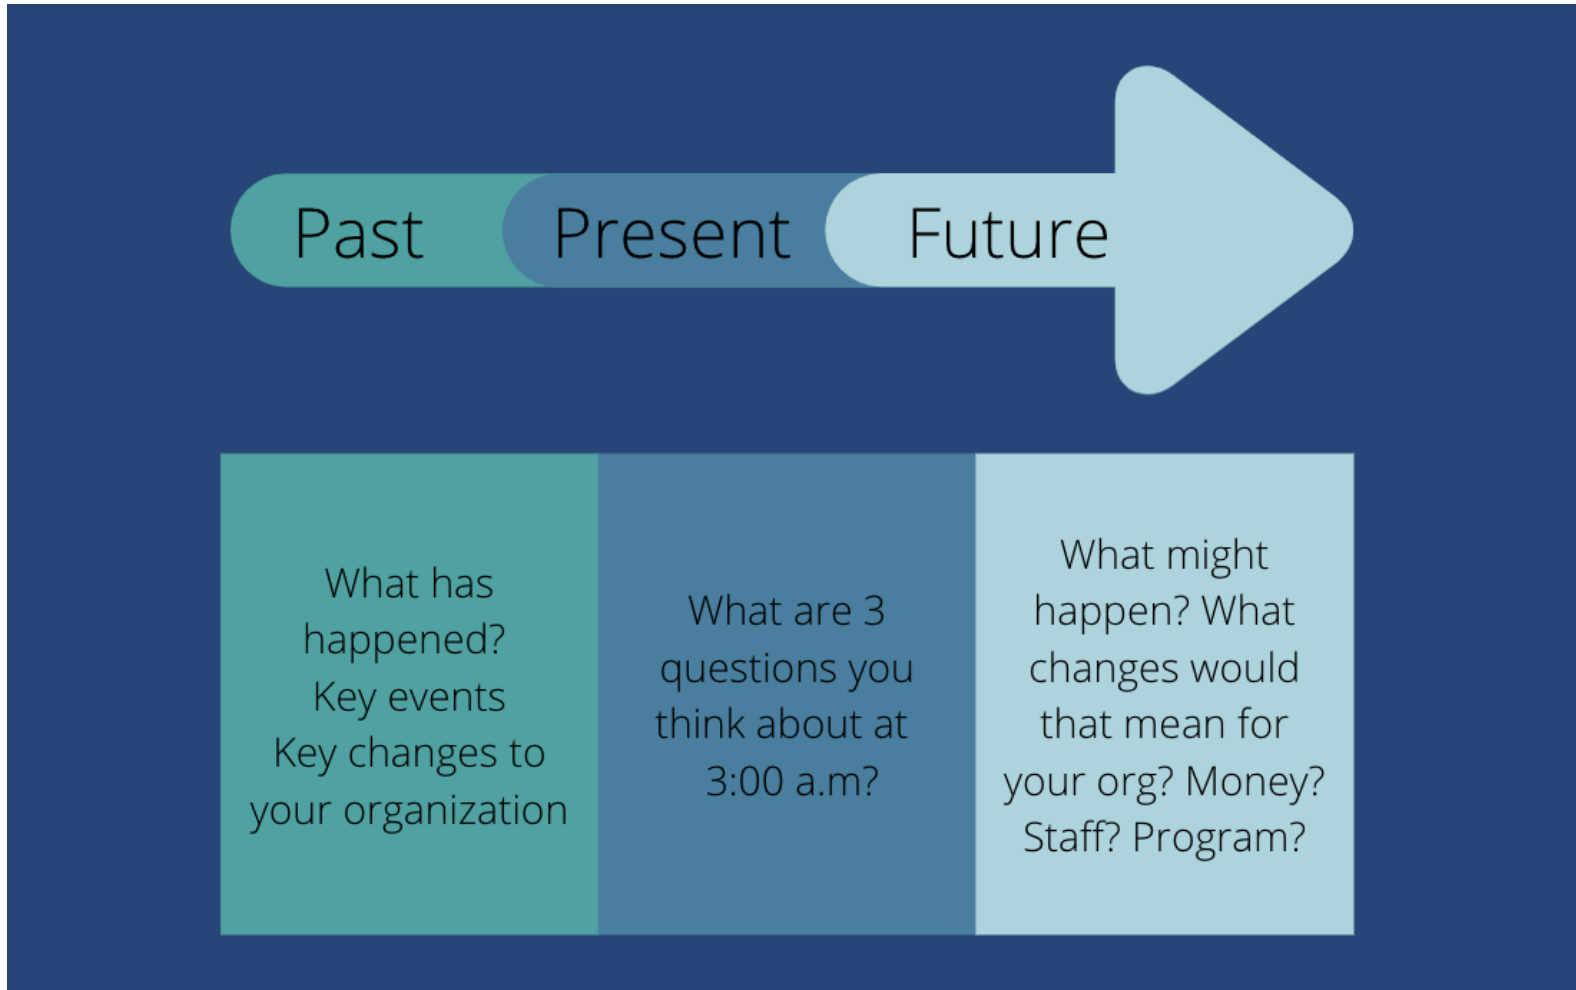 Past
Present
Future
What has
happened?
Key events
Key changes to
your organization
What are 3
questions you
think about at
3:00 a.m?
What might
happen? What
changes would
that mean for
your org? Money?
Staff? Program?